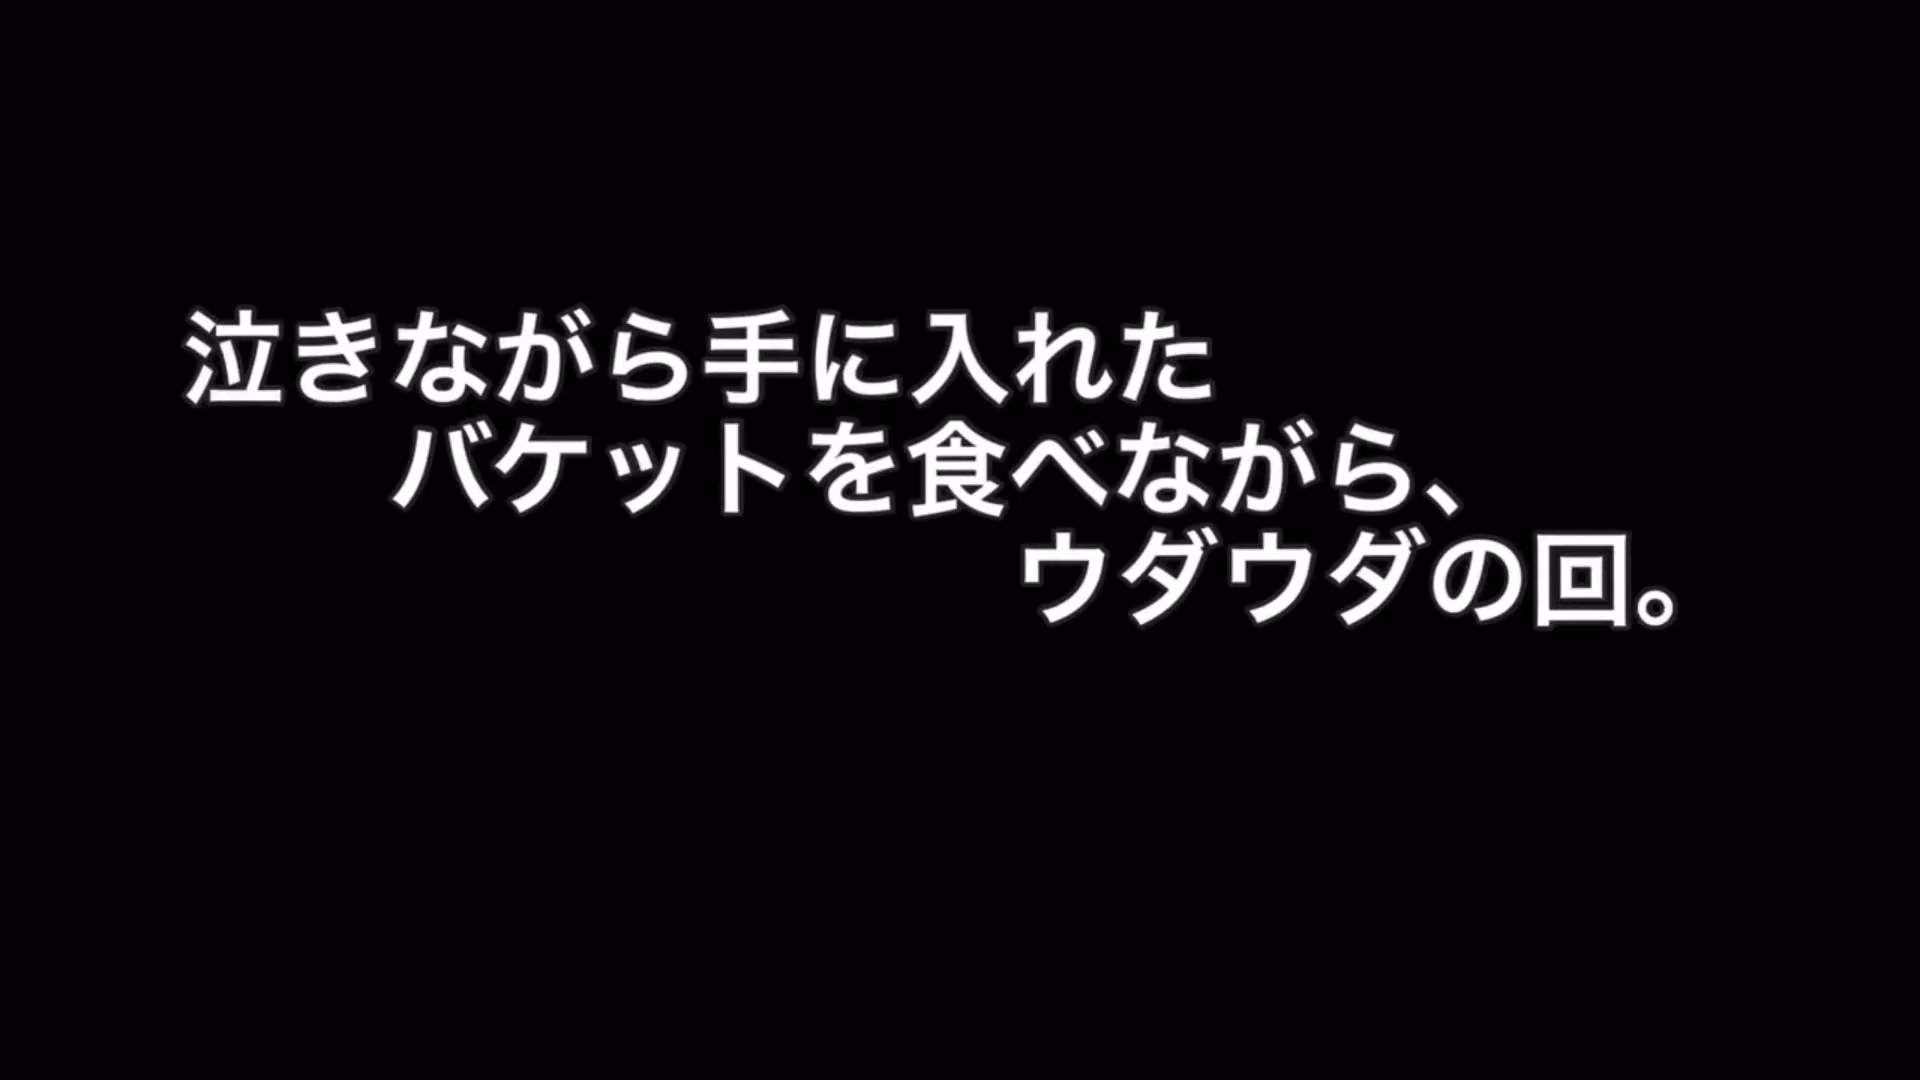 泣きながら手に入れた
バケットを食べながら、
ウダウダの回。